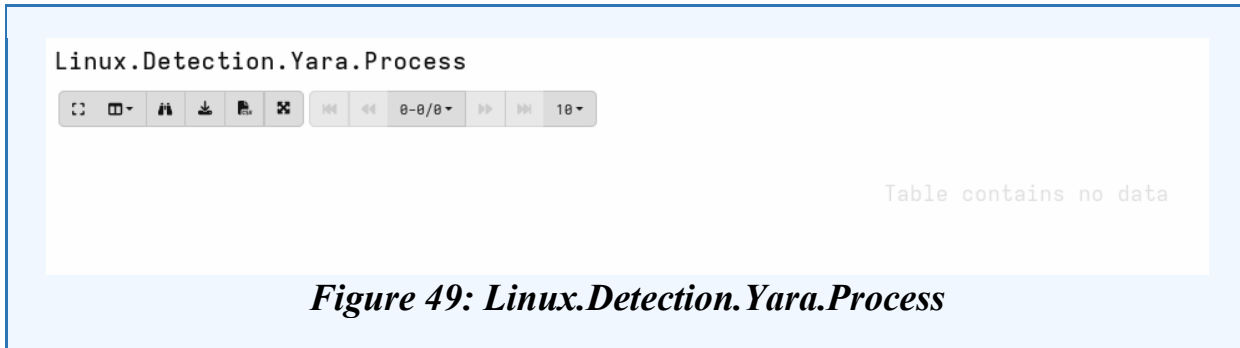 Linux.Detection.Yara.Process
0-0/0
10
Table contains no data
Figure 49: Linux.Detection.Yara.Process